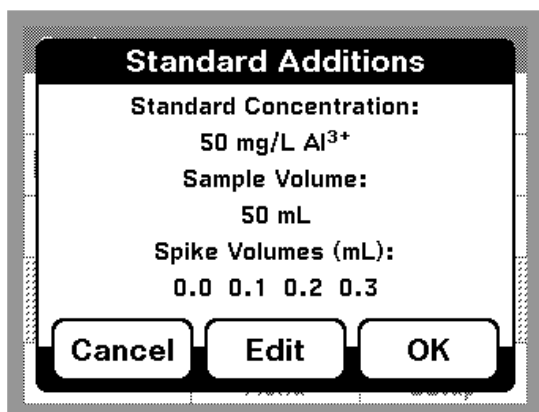 Standard Additions
Standard Concentration:
50 mg/L Al³⁺
Sample Volume:
50 mL
Spike Volumes (mL):
0.0 0.1 0.2 0.3
Cancel Edit OK